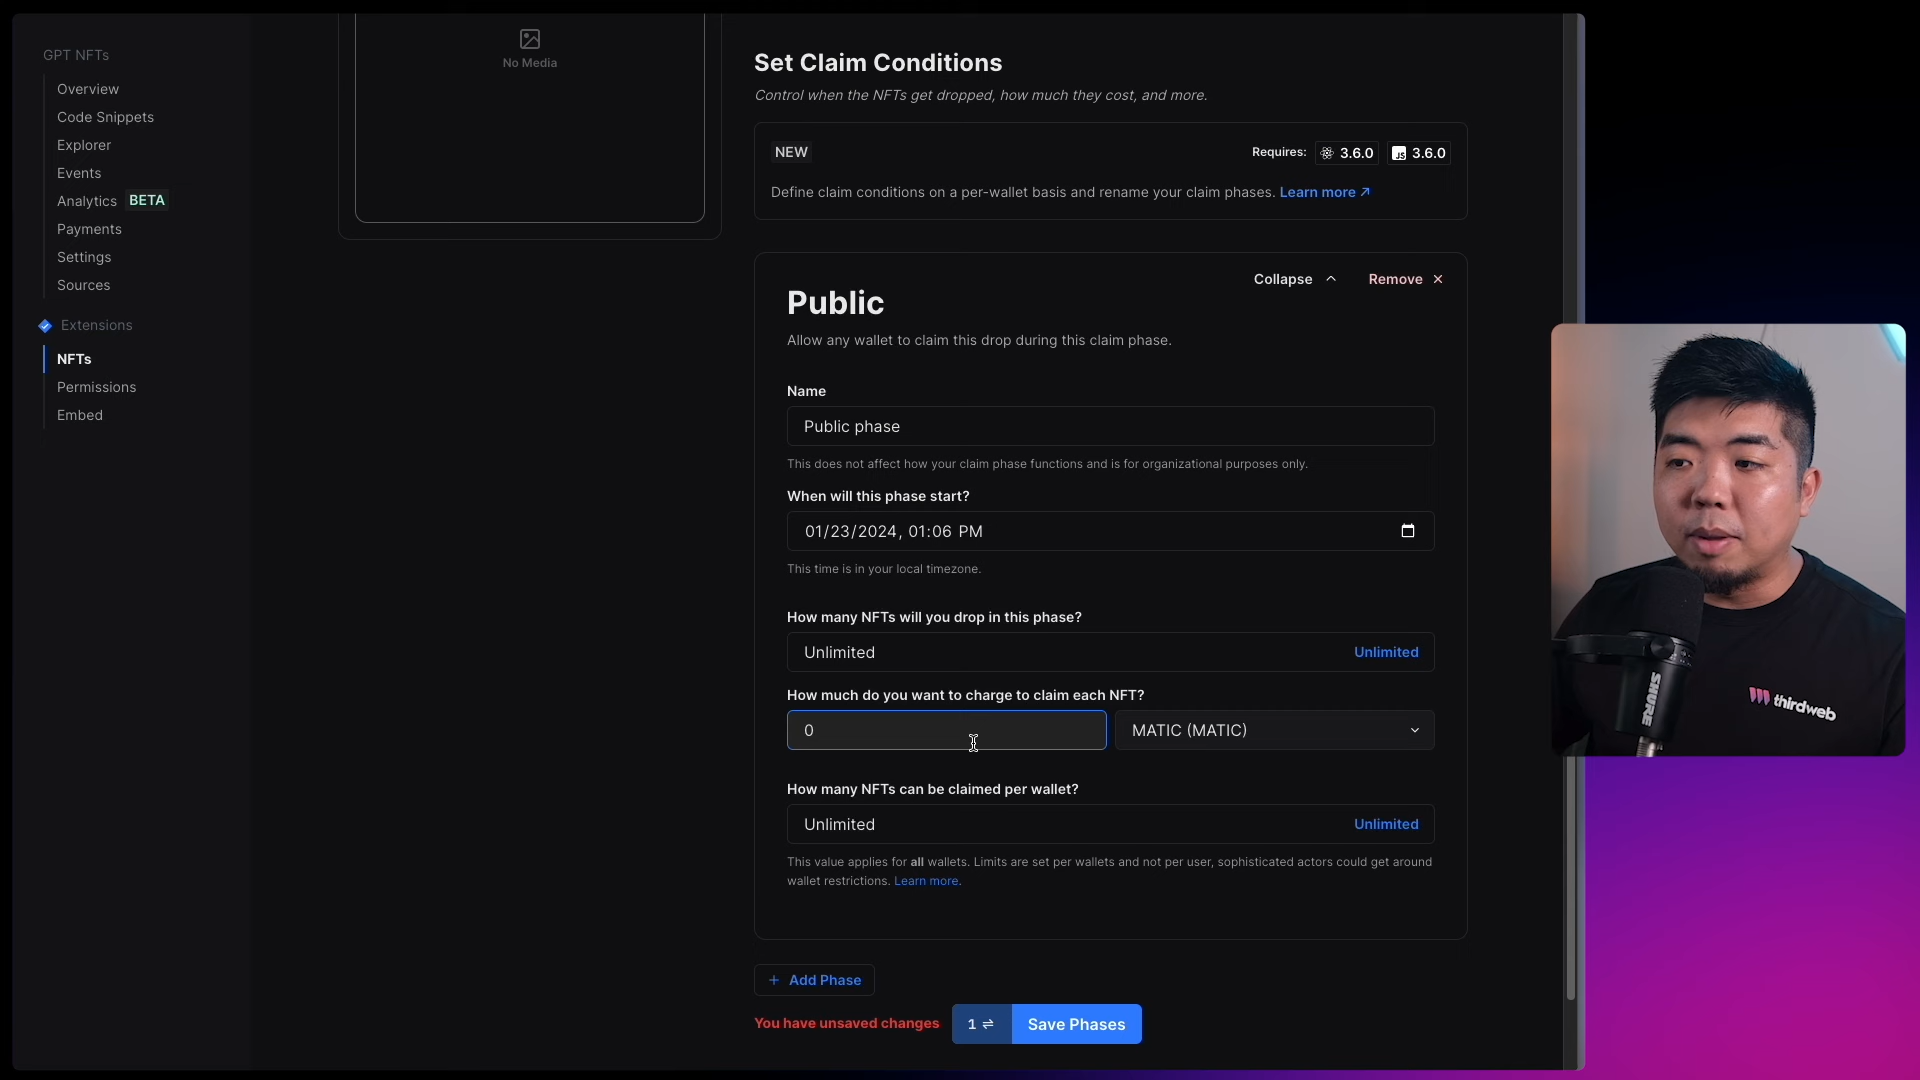 GPT NFTs
Overview
Code Snippets
Explorer
Events
Analytics BETA
Payments
Settings
Sources
Extensions
NFTs
Permissions
Embed
No Media
Set Claim Conditions
Control when the NFTs get dropped, how much they cost, and more.
NEW
Requires: 3.6.0 JS 3.6.0
Define claim conditions on a per-wallet basis and rename your claim phases. Learn more ↗
Collapse Remove ×
Public
Allow any wallet to claim this drop during this claim phase.
Name
Public phase
This does not affect how your claim phase functions and is for organizational purposes only.
When will this phase start?
01/23/2024, 01:06 PM
This time is in your local timezone.
How many NFTs will you drop in this phase?
Unlimited Unlimited
How much do you want to charge to claim each NFT?
0 MATIC (MATIC)
How many NFTs can be claimed per wallet?
Unlimited Unlimited
This value applies for all wallets. Limits are set per wallets and not per user, sophisticated actors could get around
wallet restrictions. Learn more.
+ Add Phase
You have unsaved changes 1 ⇌ Save Phases
SHURE
thirdweb